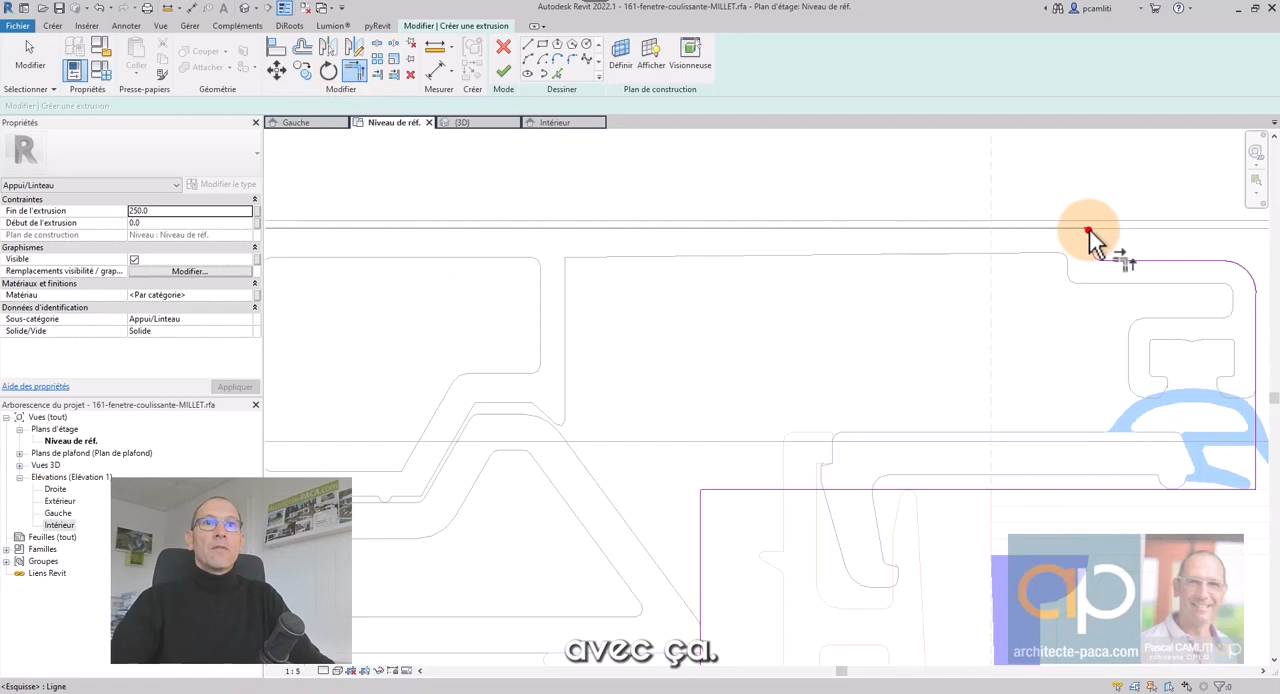 Autodesk Revit 2022.1 - 161-fenetre-coulissante-MILLET.rfa - Plan d'étage: Niveau de réf.
pcamliti
Fichier Créer Insérer Annoter Vue Gérer Compléments DiRoots Lumion® pyRevit Modifier | Créer une extrusion
Modifier
Coller
Couper
Attacher
Définir Afficher Visionneuse
Sélectionner Propriétés Presse-papiers Géométrie Modifier Mesurer Créer Mode Dessiner Plan de construction
Modifier | Créer une extrusion
Propriétés
Gauche Niveau de réf. {3D} Intérieur
R
Appui/Linteau Modifier le type
Contraintes
Fin de l'extrusion 250.0
Début de l'extrusion 0.0
Plan de construction Niveau : Niveau de réf.
Graphismes
Visible
Remplacements visibilité / grap... Modifier...
Matériaux et finitions
Matériau <Par catégorie>
Données d'identification
Sous-catégorie Appui/Linteau
Solide/Vide Solide
Aide des propriétés Appliquer
Arborescence du projet - 161-fenetre-coulissante-MILLET.rfa
Vues (tout)
Plans d'étage
Niveau de réf.
Plans de plafond (Plan de plafond)
Vues 3D
Elévations (Elévation 1)
Droite
Extérieur
Gauche
Intérieur
Feuilles (tout)
Familles
Groupes
Liens Revit
ap
architecte-paca.com
Pascal CAMLITI
architecte DPLG
avec ça.
1 : 5
<Esquisse> : Ligne
:0